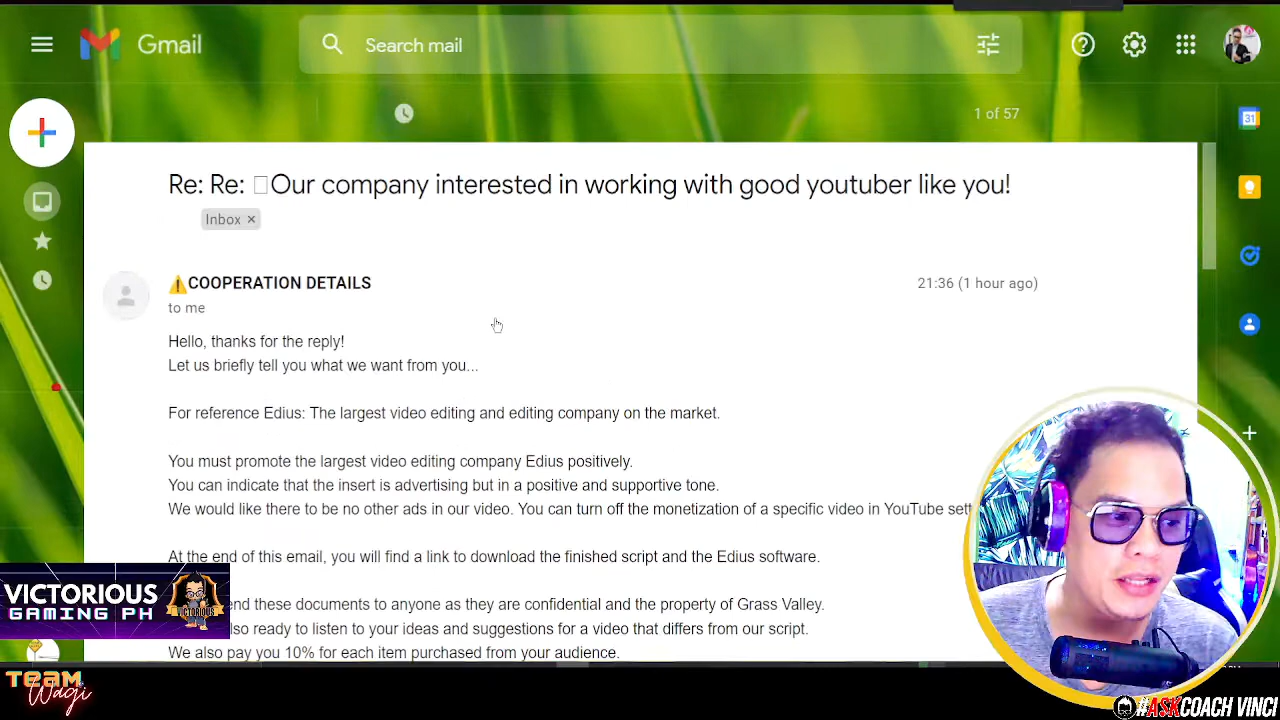 Gmail
Search mail
1 of 57
31
Re: Re: Our company interested in working with good youtuber like you!
Inbox ×
COOPERATION DETAILS
21:36 (1 hour ago)
to me
Hello, thanks for the reply!
Let us briefly tell you what we want from you...
For reference Edius: The largest video editing and editing company on the market.
You must promote the largest video editing company Edius positively.
You can indicate that the insert is advertising but in a positive and supportive tone.
We would like there to be no other ads in our video. You can turn off the monetization of a specific video in YouTube sett
At the end of this email, you will find a link to download the finished script and the Edius software.
end these documents to anyone as they are confidential and the property of Grass Valley.
so ready to listen to your ideas and suggestions for a video that differs from our script.
We also pay you 10% for each item purchased from your audience.
VICTORIOUS
GAMING PH
VICTORIOUS
TEAM
Wagi
#ASKCOACH VINCI